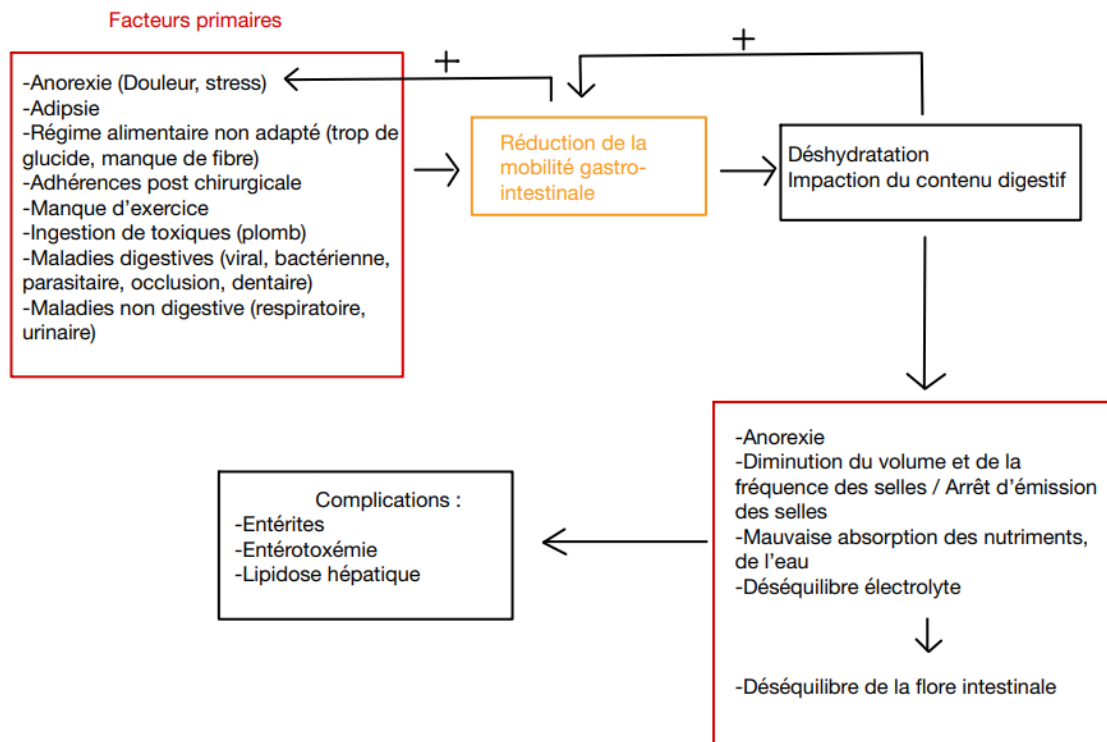 Facteurs primaires
-Anorexie (Douleur, stress)
-Adipsie
-Régime alimentaire non adapté (trop de
glucide, manque de fibre)
-Adhérences post chirurgicale
-Manque d'exercice
-Ingestion de toxiques (plomb)
-Maladies digestives (viral, bactérienne,
parasitaire, occlusion, dentaire)
-Maladies non digestive (respiratoire,
urinaire)
+
Réduction de la
mobilité gastro-
intestinale
+
Déshydratation
Impaction du contenu digestif
-Anorexie
-Diminution du volume et de la
fréquence des selles / Arrêt d'émission
des selles
-Mauvaise absorption des nutriments,
de l'eau
-Déséquilibre électrolyte
-Déséquilibre de la flore intestinale
Complications :
-Entérites
-Entérotoxémie
-Lipidose hépatique